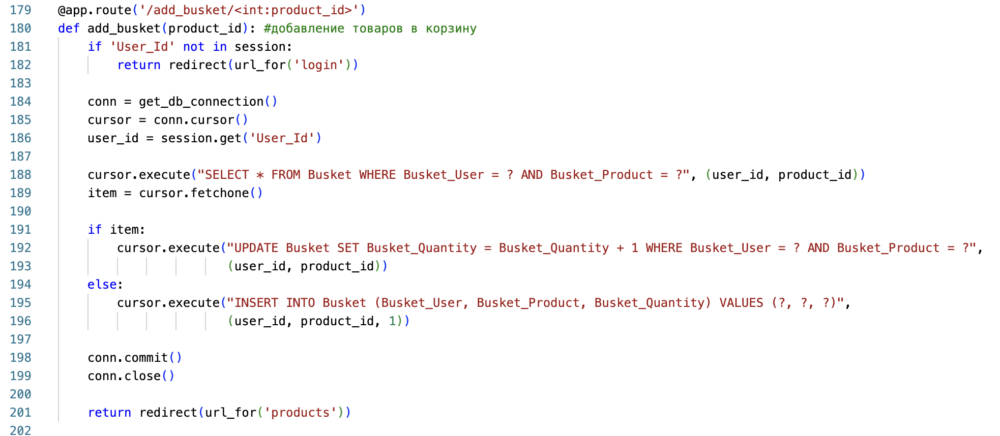 179 @app.route('/add_busket/<int:product_id>')
180 def add_busket(product_id): #добавление товаров в корзину
181     if 'User_Id' not in session:
182         return redirect(url_for('login'))
183
184     conn = get_db_connection()
185     cursor = conn.cursor()
186     user_id = session.get('User_Id')
187
188     cursor.execute("SELECT * FROM Busket WHERE Busket_User = ? AND Busket_Product = ?", (user_id, product_id))
189     item = cursor.fetchone()
190
191     if item:
192         cursor.execute("UPDATE Busket SET Busket_Quantity = Busket_Quantity + 1 WHERE Busket_User = ? AND Busket_Product = ?",
193                        (user_id, product_id))
194     else:
195         cursor.execute("INSERT INTO Busket (Busket_User, Busket_Product, Busket_Quantity) VALUES (?, ?, ?)",
196                        (user_id, product_id, 1))
197
198     conn.commit()
199     conn.close()
200
201     return redirect(url_for('products'))
202